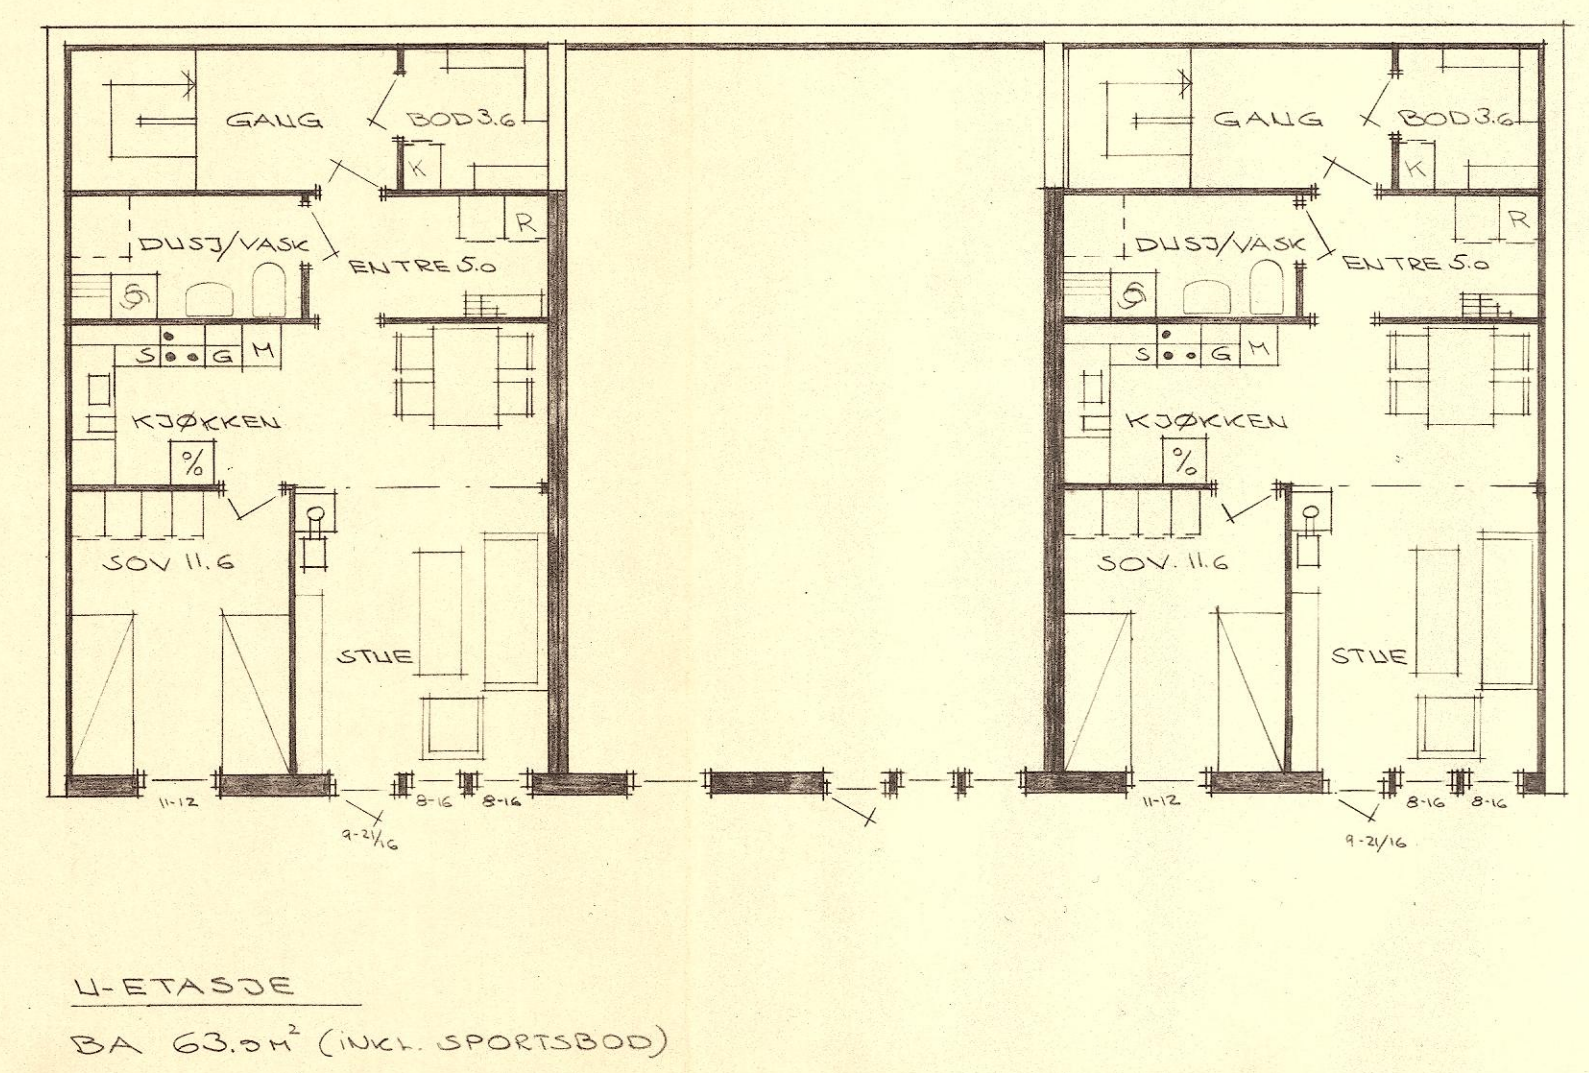 GANG BOD 3.6 GANG BOD 3.6
K K
R R
DUSJ/VASK DUSJ/VASK
ENTRE 5.0 ENTRE 5.0
S G M S G M
KJØKKEN KJØKKEN
% %
SOV 11.6 SOV. 11.6
STUE STUE
11-12 8-16 8-16 11-12 8-16 8-16
9-21/16 9-21/16
U-ETASJE
BA 63.9 M² (INKL. SPORTSBOD)